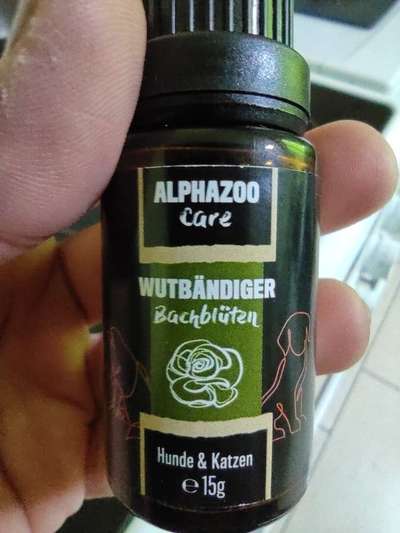 ALPHAZOO
Care
WUTBÄNDIGER
Bachblüten
Hunde & Katzen
℮ 15g